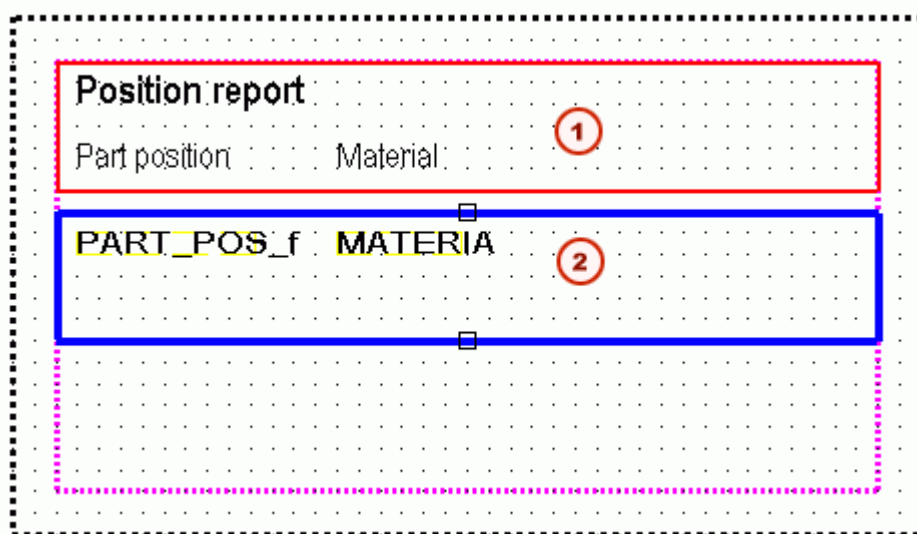 Position report
1
Part position Material
PART_POS_f MATERIA
2